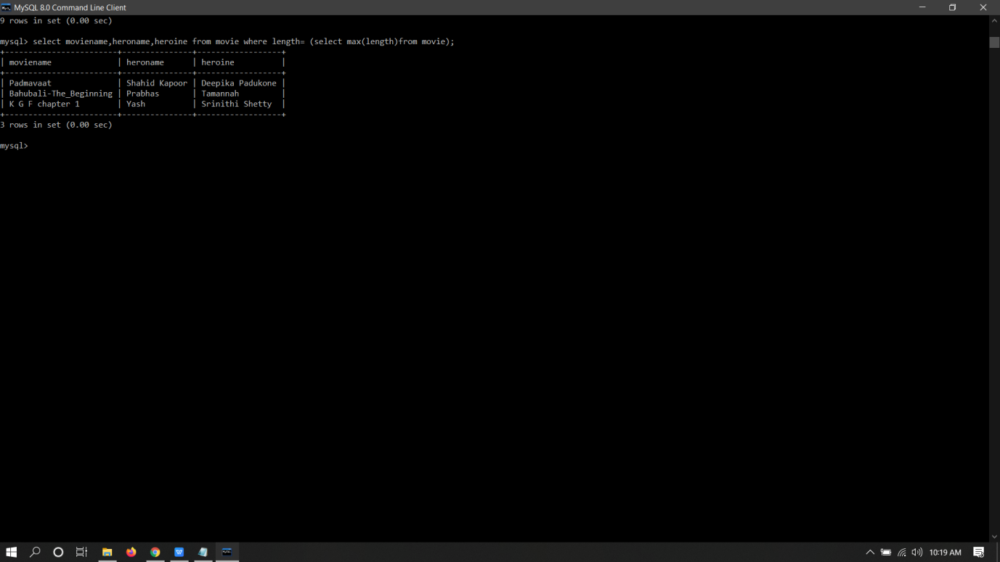 MySQL 8.0 Command Line Client
9 rows in set (0.00 sec)
mysql> select moviename,heroname,heroine from movie where length= (select max(length)from movie);
+------------------------+---------------+------------------+
| moviename              | heroname      | heroine          |
+------------------------+---------------+------------------+
| Padmavaat              | Shahid Kapoor | Deepika Padukone |
| Bahubali-The_Beginning | Prabhas       | Tamannah         |
| K G F chapter 1        | Yash          | Srinithi Shetty  |
+------------------------+---------------+------------------+
3 rows in set (0.00 sec)
mysql>
10:19 AM